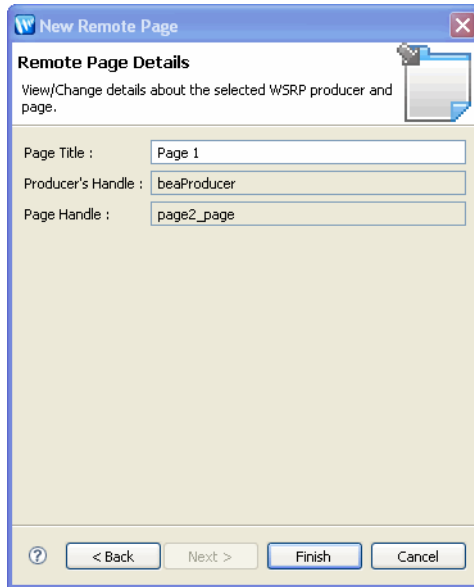 New Remote Page
Remote Page Details
View/Change details about the selected WSRP producer and
page.
Page Title : Page 1
Producer's Handle : beaProducer
Page Handle : page2_page
? < Back Next > Finish Cancel